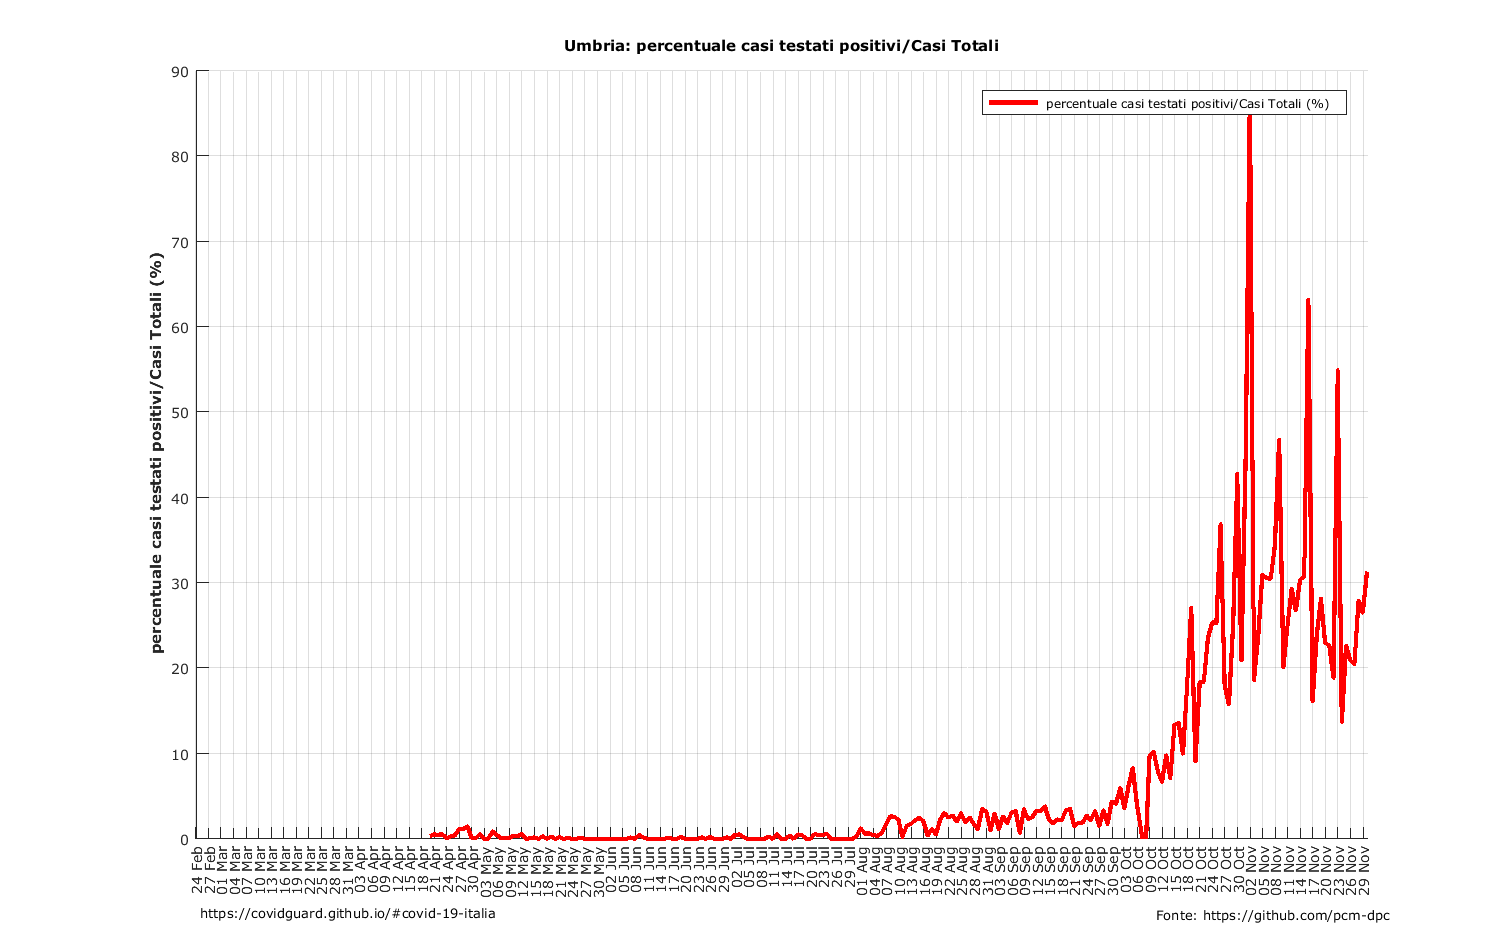 Umbria: percentuale casi testati positivi/Casi Totali
percentuale casi testati positivi/Casi Totali (%)
percentuale casi testati positivi/Casi Totali (%)
90
80
70
60
50
40
30
20
10
0
24 Feb
27 Feb
01 Mar
04 Mar
07 Mar
10 Mar
13 Mar
16 Mar
19 Mar
22 Mar
25 Mar
28 Mar
31 Mar
03 Apr
06 Apr
09 Apr
12 Apr
15 Apr
18 Apr
21 Apr
24 Apr
27 Apr
30 Apr
03 May
06 May
09 May
12 May
15 May
18 May
21 May
24 May
27 May
30 May
02 Jun
05 Jun
08 Jun
11 Jun
14 Jun
17 Jun
20 Jun
23 Jun
26 Jun
29 Jun
02 Jul
05 Jul
08 Jul
11 Jul
14 Jul
17 Jul
20 Jul
23 Jul
26 Jul
29 Jul
01 Aug
04 Aug
07 Aug
10 Aug
13 Aug
16 Aug
19 Aug
22 Aug
25 Aug
28 Aug
31 Aug
03 Sep
06 Sep
09 Sep
12 Sep
15 Sep
18 Sep
21 Sep
24 Sep
27 Sep
30 Sep
03 Oct
06 Oct
09 Oct
12 Oct
15 Oct
18 Oct
21 Oct
24 Oct
27 Oct
30 Oct
02 Nov
05 Nov
08 Nov
11 Nov
14 Nov
17 Nov
20 Nov
23 Nov
26 Nov
29 Nov
https://covidguard.github.io/#covid-19-italia
Fonte: https://github.com/pcm-dpc